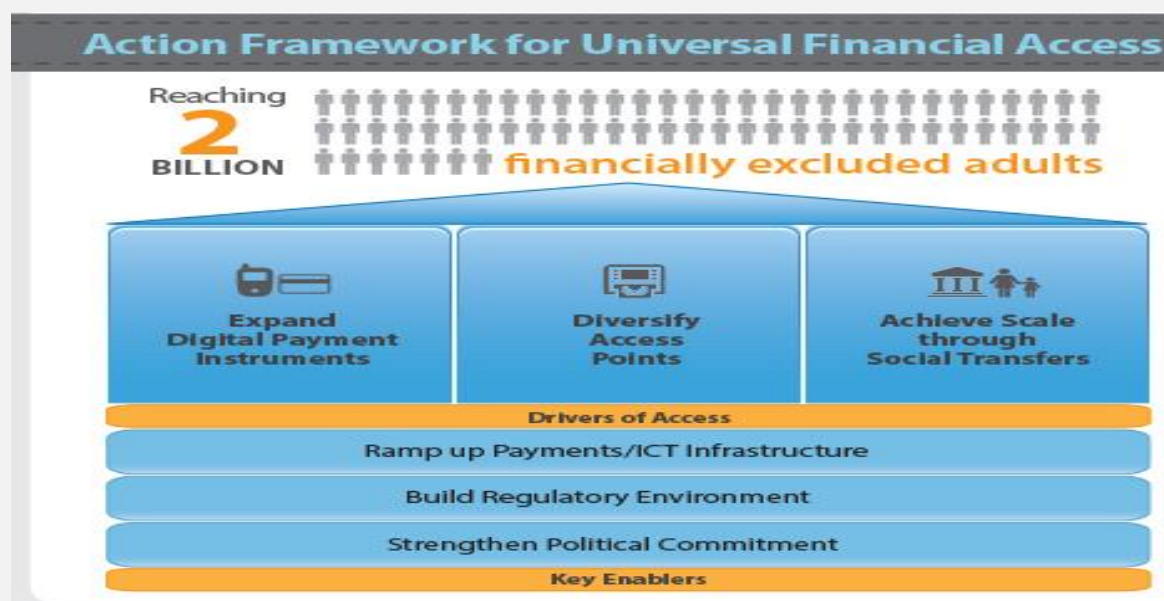 Action Framework for Universal Financial Access
Reaching
2
BILLION
financially excluded adults
Expand
Digital Payment
Instruments
Diversify
Access
Points
Achieve Scale
through
Social Transfers
Drivers of Access
Ramp up Payments/ICT Infrastructure
Build Regulatory Environment
Strengthen Political Commitment
Key Enablers